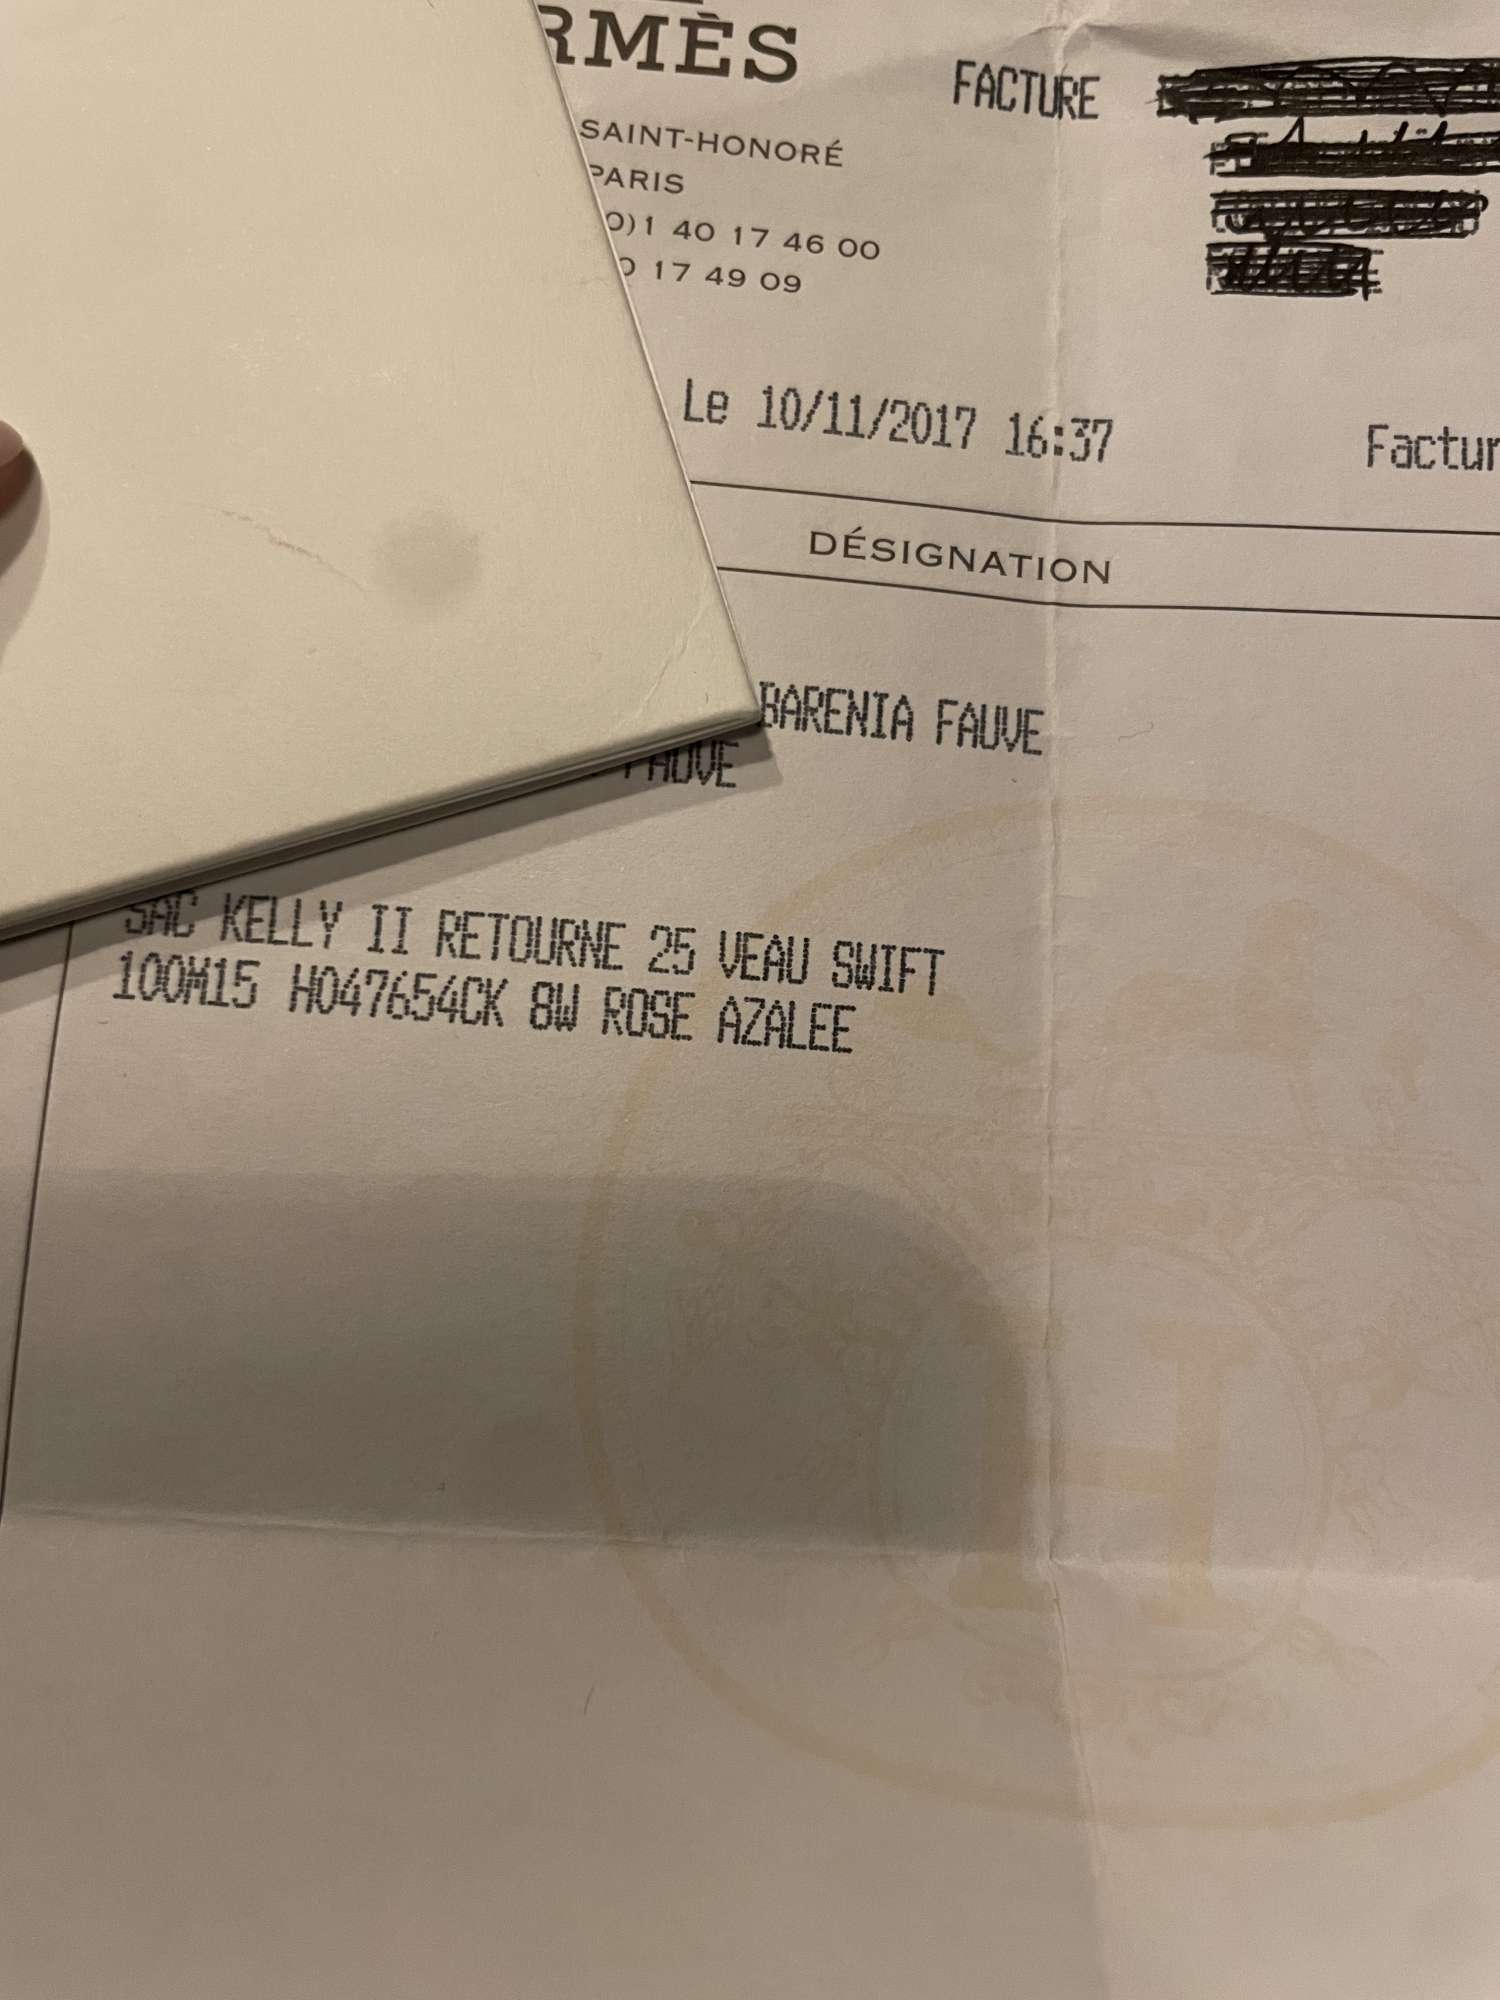 RMÈS
FACTURE
SAINT-HONORÉ
PARIS
0)1 40 17 46 00
0 17 49 09
Le 10/11/2017 16:37
Factur
DÉSIGNATION
BARENIA FAUVE
FAUVE
SAC KELLY II RETOURNE 25 VEAU SWIFT
100M15 H047654CK 8W ROSE AZALEE
H